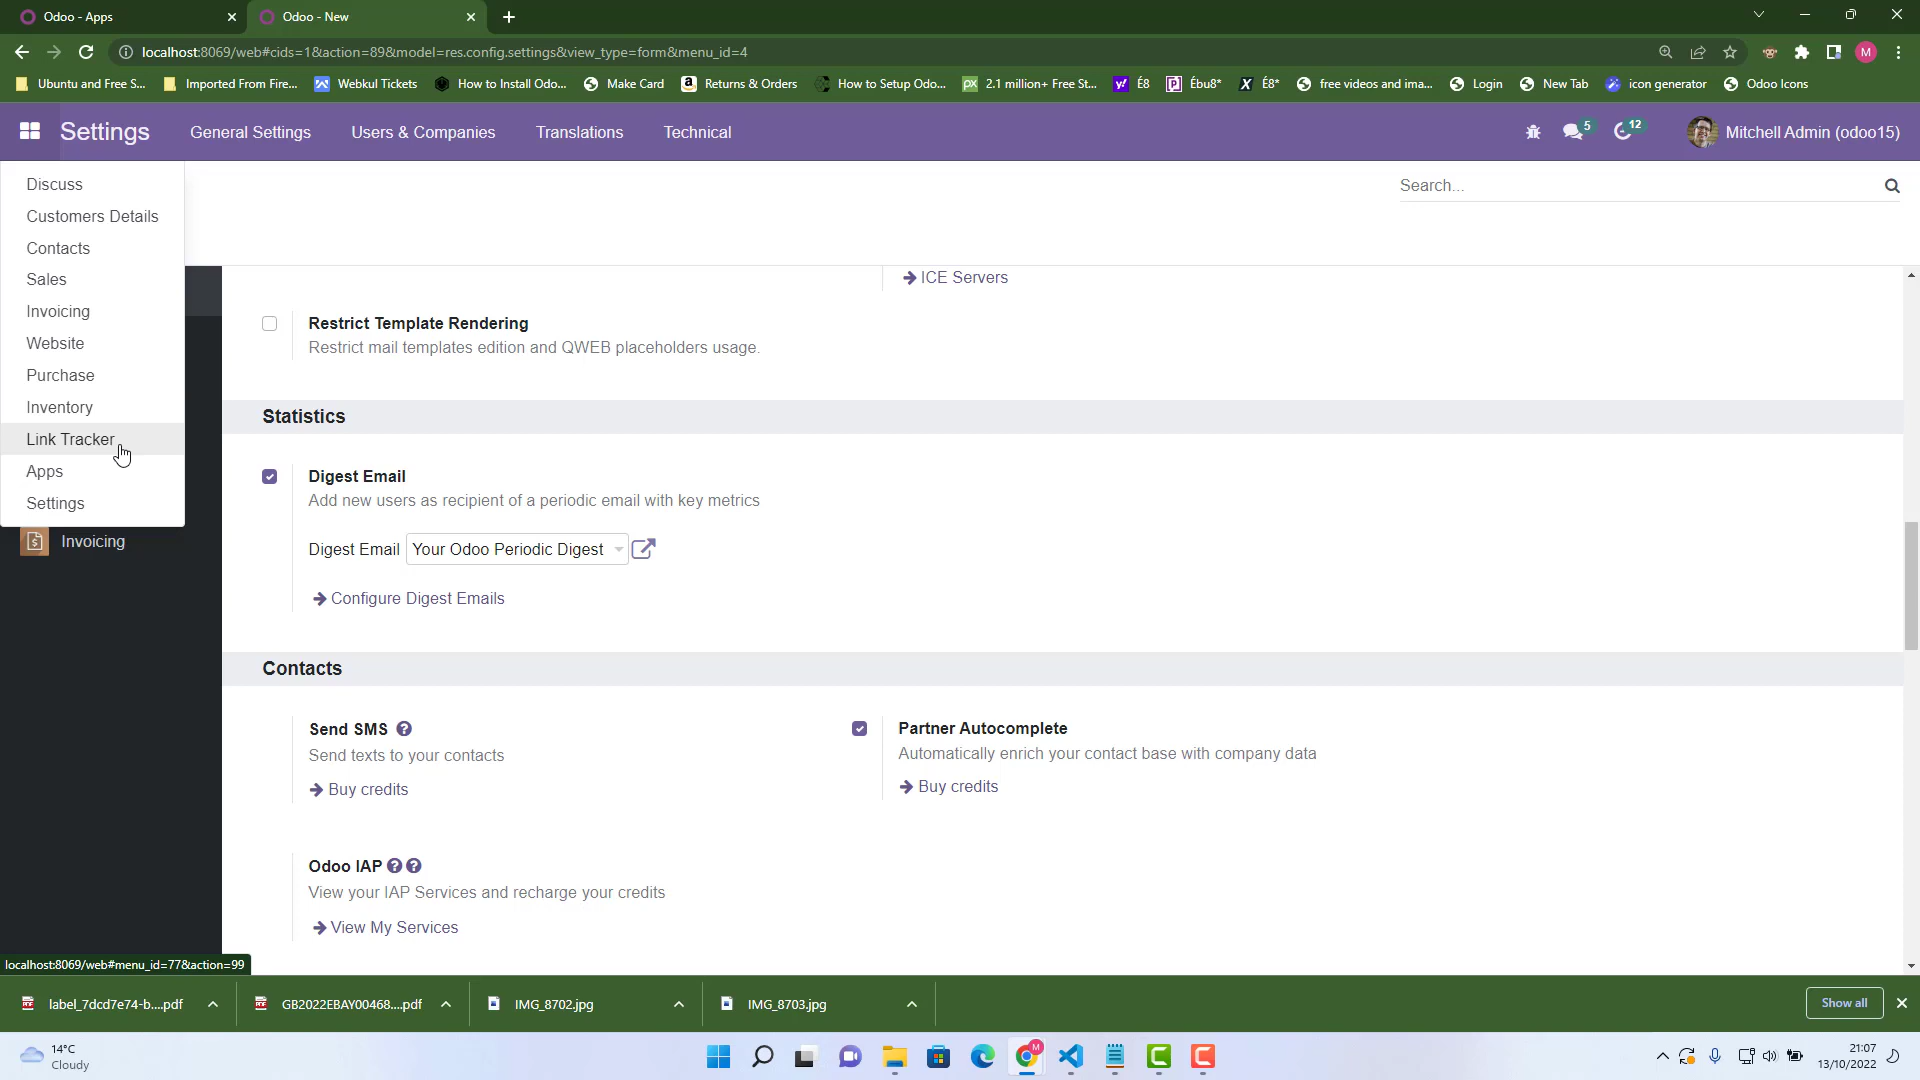 Odoo - Apps
Odoo - New
localhost:8069/web#cids=1&action=89&model=res.config.settings&view_type=form&menu_id=4
M
Ubuntu and Free S...
Imported From Fire...
Webkul Tickets
How to Install Odo...
Make Card
Returns & Orders
How to Setup Odo...
2.1 million+ Free St...
É8
Ébu8*
É8*
free videos and ima...
Login
New Tab
icon generator
Odoo Icons
Settings
General Settings
Users & Companies
Translations
Technical
5
12
Mitchell Admin (odoo15)
Search...
Discuss
Customers Details
Contacts
Sales
Invoicing
Website
Purchase
Inventory
Link Tracker
Apps
Settings
Invoicing
ICE Servers
Restrict Template Rendering
Restrict mail templates edition and QWEB placeholders usage.
Statistics
Digest Email
Add new users as recipient of a periodic email with key metrics
Digest Email Your Odoo Periodic Digest
Configure Digest Emails
Contacts
Send SMS
Send texts to your contacts
Buy credits
Partner Autocomplete
Automatically enrich your contact base with company data
Buy credits
Odoo IAP
View your IAP Services and recharge your credits
View My Services
localhost:8069/web#menu_id=77&action=99
label_7dcd7e74-b....pdf
GB2022EBAY00468....pdf
IMG_8702.jpg
IMG_8703.jpg
Show all
14°C
Cloudy
21:07
13/10/2022